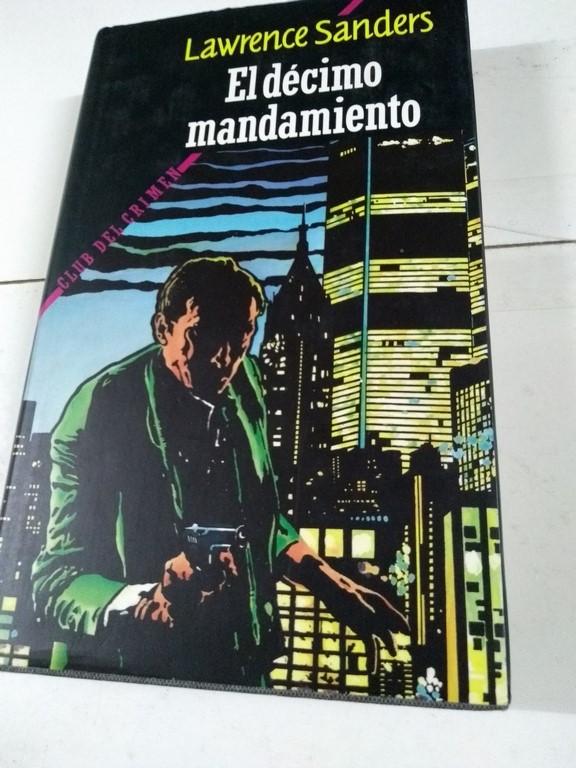 Lawrence Sanders
El décimo
mandamiento
CLUB DEL CRIMEN